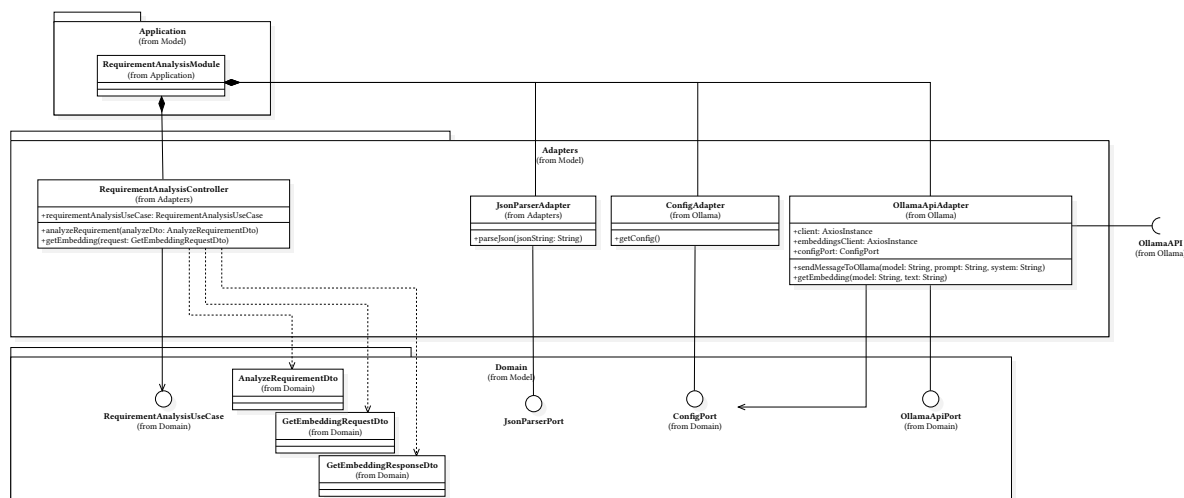 Application
(from Model)
RequirementAnalysisModule
(from Application)
Adapters
(from Model)
RequirementAnalysisController
(from Adapters)
+requirementAnalysisUseCase: RequirementAnalysisUseCase
+analyzeRequirement(analyzeDto: AnalyzeRequirementDto)
+getEmbedding(request: GetEmbeddingRequestDto)
JsonParserAdapter
(from Adapters)
+parseJson(jsonString: String)
ConfigAdapter
(from Ollama)
+getConfig()
OllamaApiAdapter
(from Ollama)
+client: AxiosInstance
+embeddingsClient: AxiosInstance
+configPort: ConfigPort
+sendMessageToOllama(model: String, prompt: String, system: String)
+getEmbedding(model: String, text: String)
OllamaAPI
(from Ollama)
Domain
(from Model)
RequirementAnalysisUseCase
(from Domain)
AnalyzeRequirementDto
(from Domain)
GetEmbeddingRequestDto
(from Domain)
GetEmbeddingResponseDto
(from Domain)
JsonParserPort
ConfigPort
(from Domain)
OllamaApiPort
(from Domain)